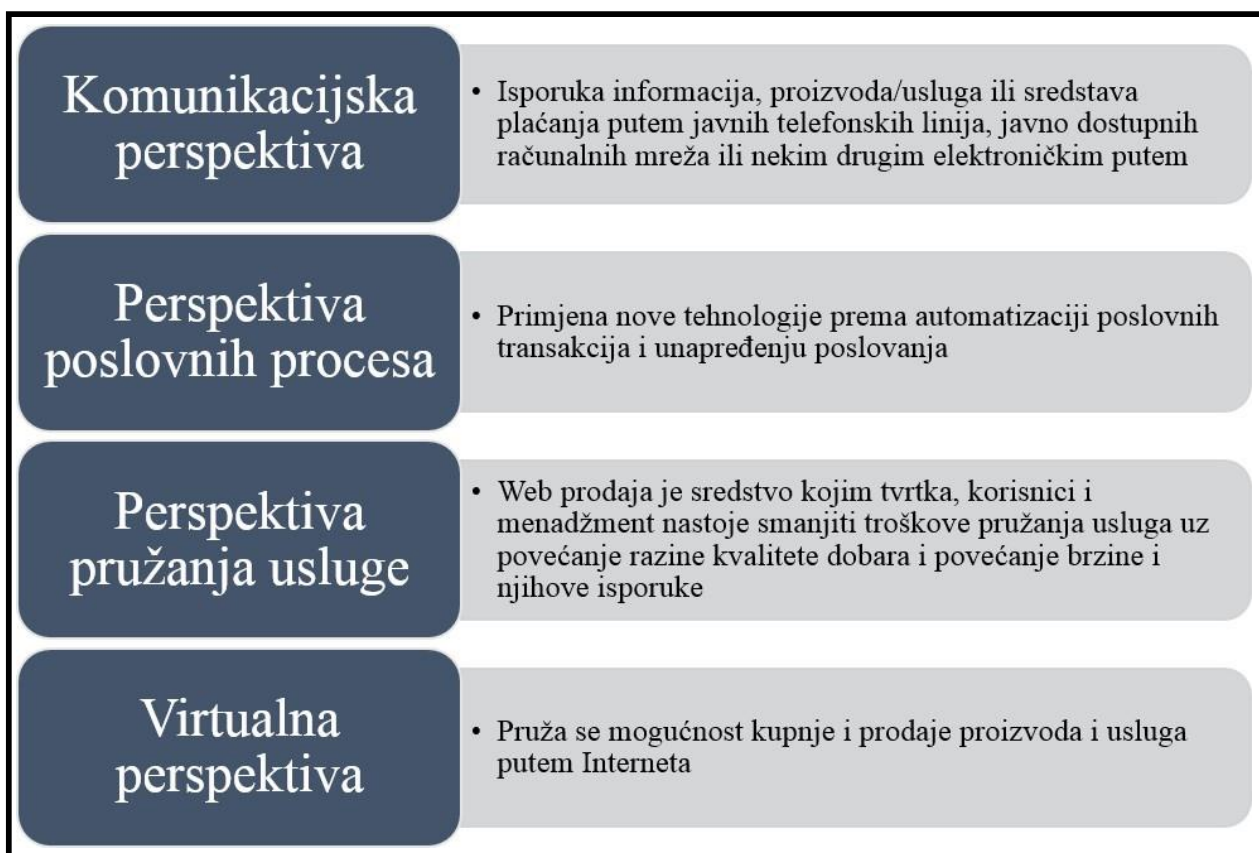 Komunikacijska
perspektiva
• Isporuka informacija, proizvoda/usluga ili sredstava
plaćanja putem javnih telefonskih linija, javno dostupnih
računalnih mreža ili nekim drugim elektroničkim putem
Perspektiva
poslovnih procesa
• Primjena nove tehnologije prema automatizaciji poslovnih
transakcija i unapređenju poslovanja
Perspektiva
pružanja usluge
• Web prodaja je sredstvo kojim tvrtka, korisnici i
menadžment nastoje smanjiti troškove pružanja usluga uz
povećanje razine kvalitete dobara i povećanje brzine i
njihove isporuke
Virtualna
perspektiva
• Pruža se mogućnost kupnje i prodaje proizvoda i usluga
putem Interneta